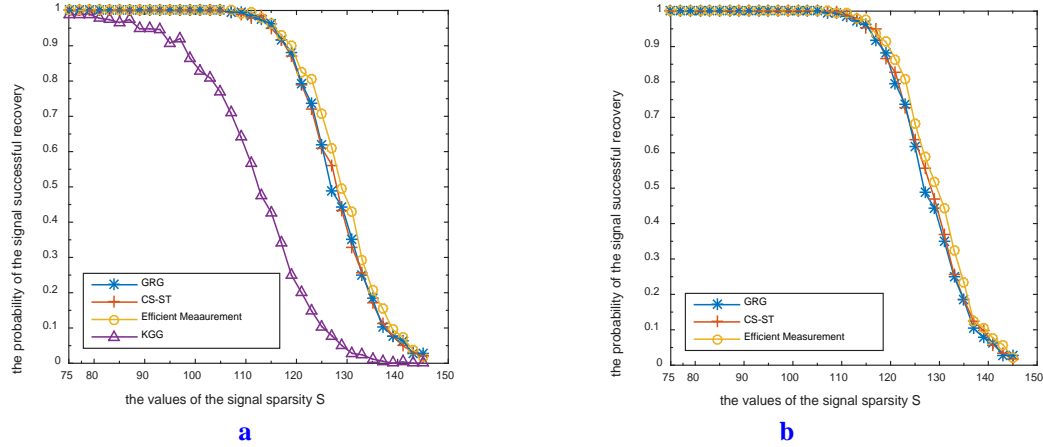 the probability of the signal successful recovery
1
0.9
0.8
0.7
0.6
0.5
0.4
0.3
0.2
0.1
0
GRG
CS-ST
Efficient Meaaurement
KGG
75 80 90 100 110 120 130 140 150
the values of the signal sparsity S
a
the probability of the signal successful recovery
1
0.9
0.8
0.7
0.6
0.5
0.4
0.3
0.2
0.1
0
GRG
CS-ST
Efficient Measurement
75 80 90 100 110 120 130 140 150
the values of the signal sparsity S
b